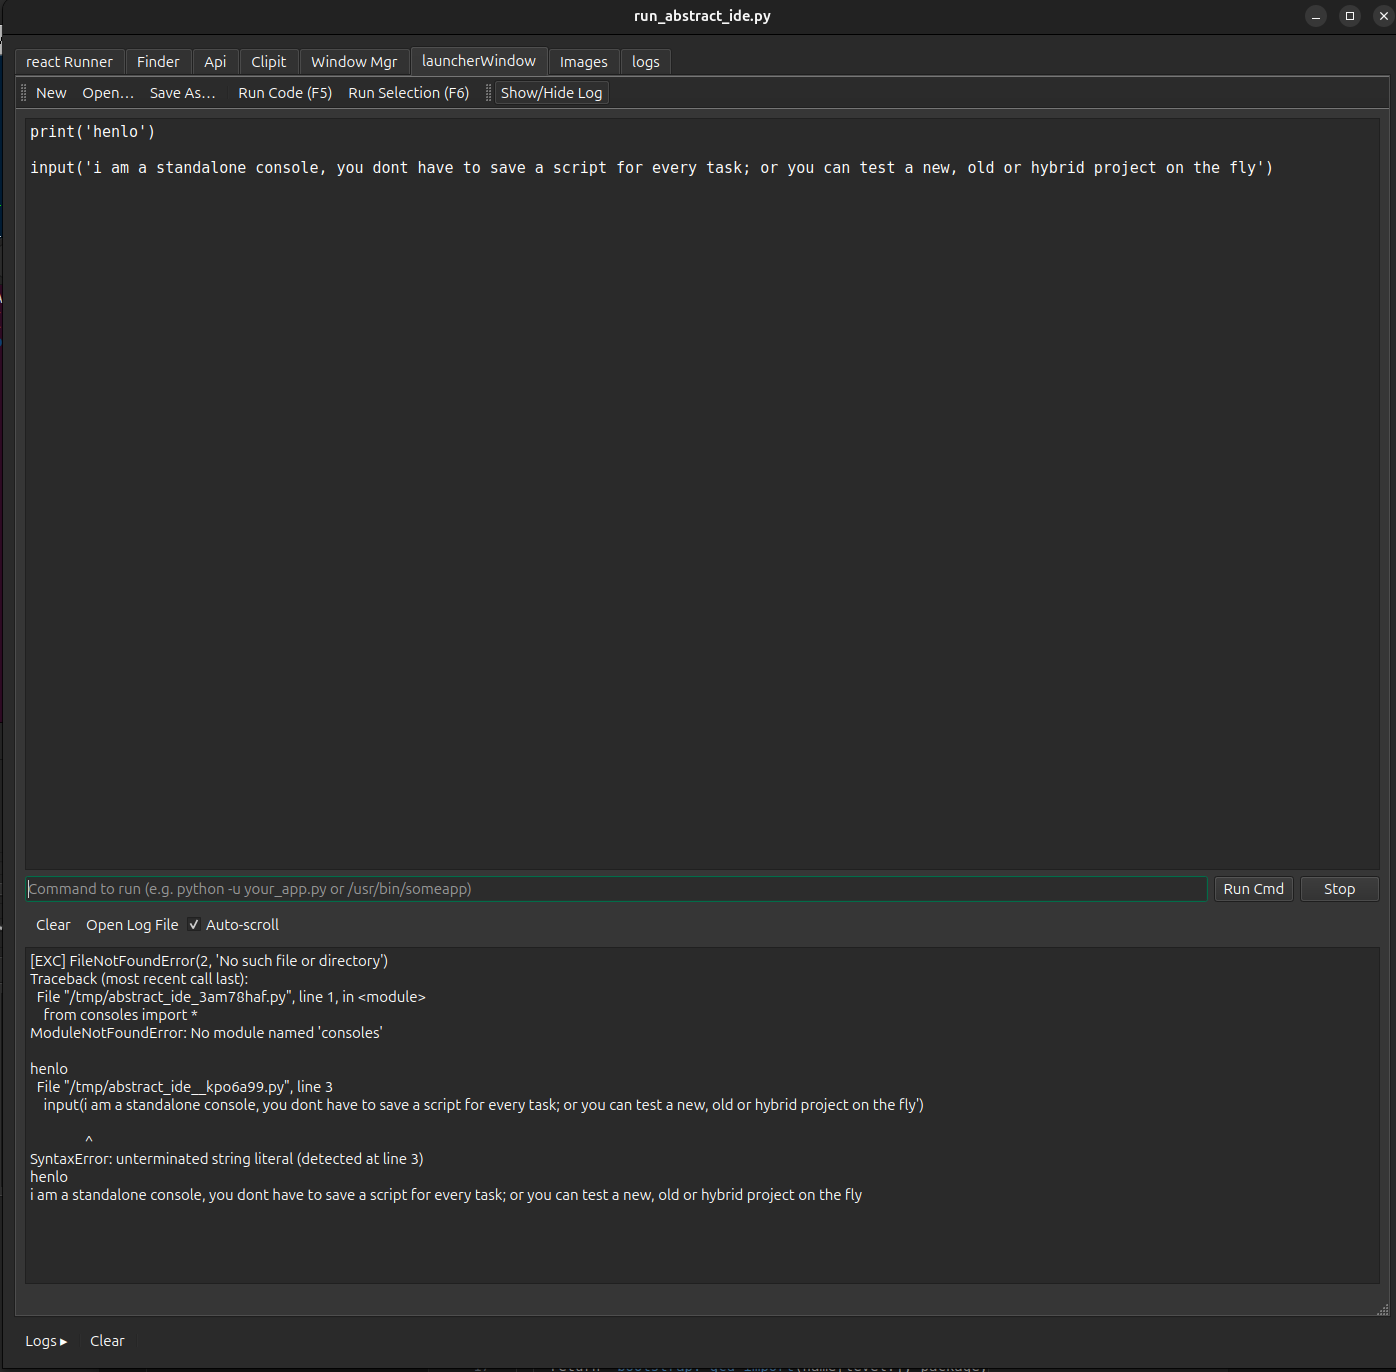 run_abstract_ide.py
react Runner Finder Api Clipit Window Mgr launcherWindow Images logs
New Open... Save As... Run Code (F5) Run Selection (F6) Show/Hide Log
print('henlo')
input('i am a standalone console, you dont have to save a script for every task; or you can test a new, old or hybrid project on the fly')
Command to run (e.g. python -u your_app.py or /usr/bin/someapp) Run Cmd Stop
Clear Open Log File ✓ Auto-scroll
[EXC] FileNotFoundError(2, 'No such file or directory')
Traceback (most recent call last):
File "/tmp/abstract_ide_3am78haf.py", line 1, in <module>
from consoles import *
ModuleNotFoundError: No module named 'consoles'
henlo
File "/tmp/abstract_ide__kpo6a99.py", line 3
input(i am a standalone console, you dont have to save a script for every task; or you can test a new, old or hybrid project on the fly')
^
SyntaxError: unterminated string literal (detected at line 3)
henlo
i am a standalone console, you dont have to save a script for every task; or you can test a new, old or hybrid project on the fly
Logs ▸ Clear